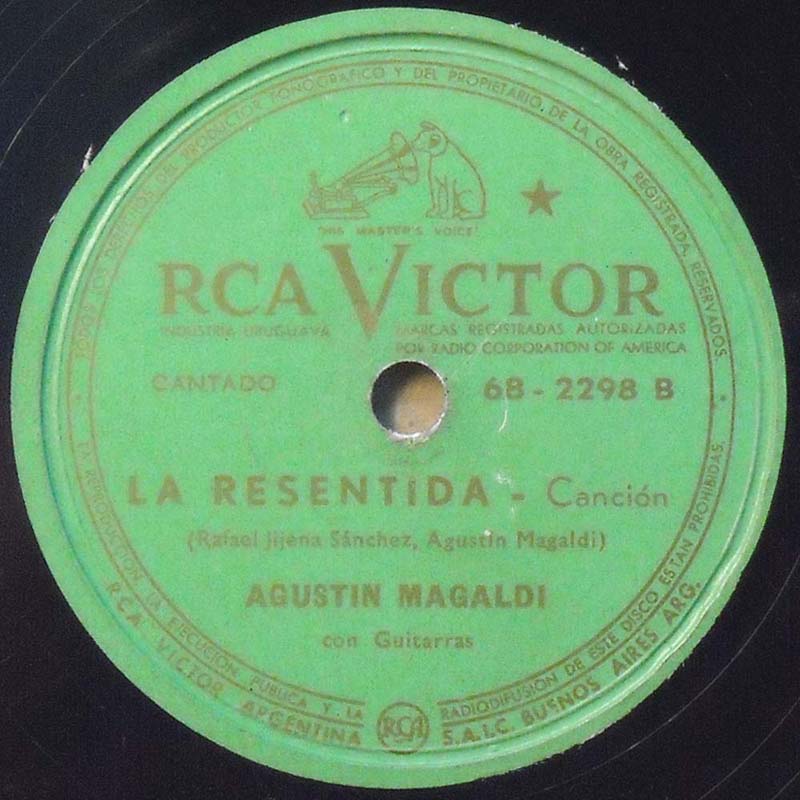 TODOS LOS DERECHOS DEL PRODUCTOR FONOGRAFICO Y DEL PROPIETARIO DE LA OBRA REGISTRADA, RESERVADOS.
"HIS MASTER'S VOICE"
RCA VICTOR
INDUSTRIA URUGUAYA
MARCAS REGISTRADAS AUTORIZADAS
POR RADIO CORPORATION OF AMERICA
CANTADO
68-2298 B
LA RESENTIDA - Canción
(Rafael Jijena Sánchez, Agustín Magaldi)
AGUSTIN MAGALDI
con Guitarras
LA REPRODUCCION, LA EJECUCION PUBLICA Y LA RADIODIFUSION DE ESTE DISCO ESTAN PROHIBIDAS.
RCA VICTOR ARGENTINA RCA S.A.I.C. BUENOS AIRES ARG.